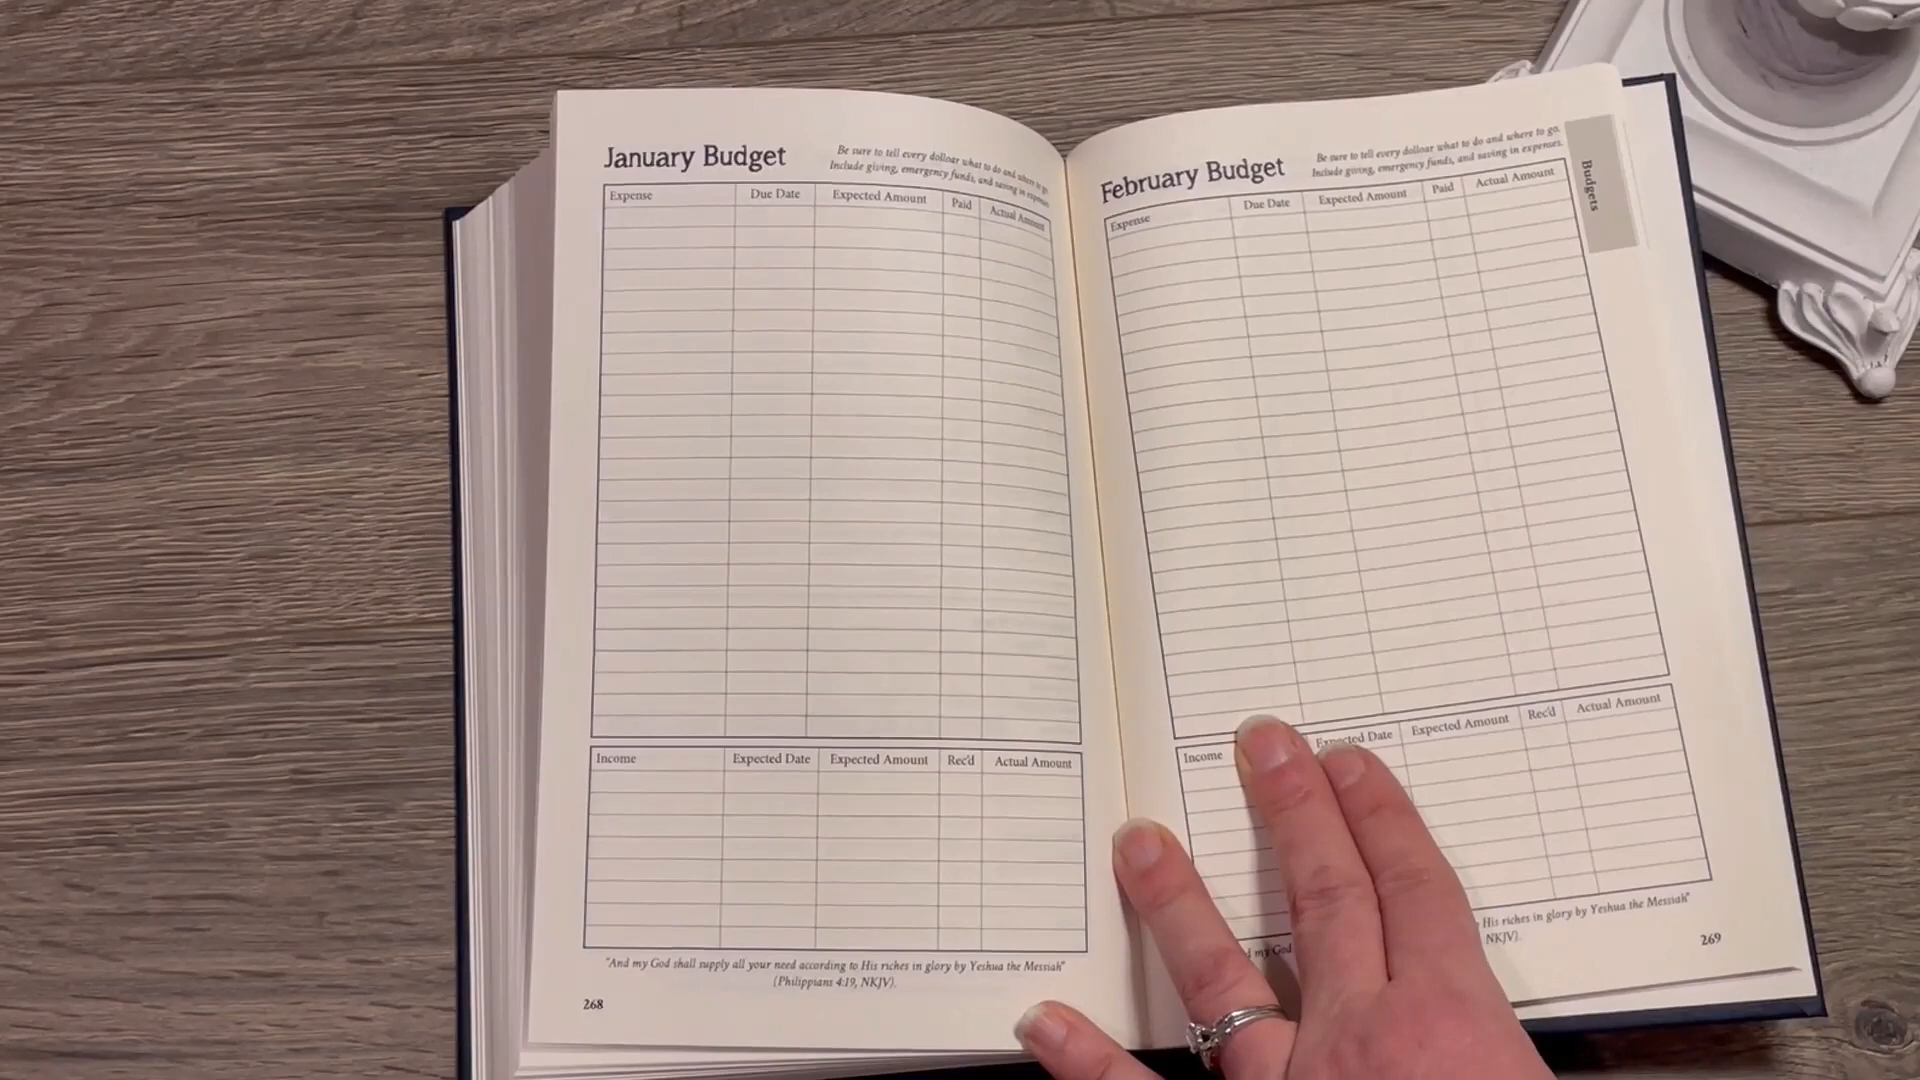 January Budget
Be sure to tell every dolloar what to do and where to go.
Include giving, emergency funds, and saving in expenses.
Expense Due Date Expected Amount Paid Actual Amount
Income Expected Date Expected Amount Rec'd Actual Amount
"And my God shall supply all your need according to His riches in glory by Yeshua the Messiah"
(Philippians 4:19, NKJV).
268
February Budget
Be sure to tell every dolloar what to do and where to go.
Include giving, emergency funds, and saving in expenses.
Expense Due Date Expected Amount Paid Actual Amount
Budgets
Income Expected Date Expected Amount Rec'd Actual Amount
my God His riches in glory by Yeshua the Messiah"
NKJV).
269